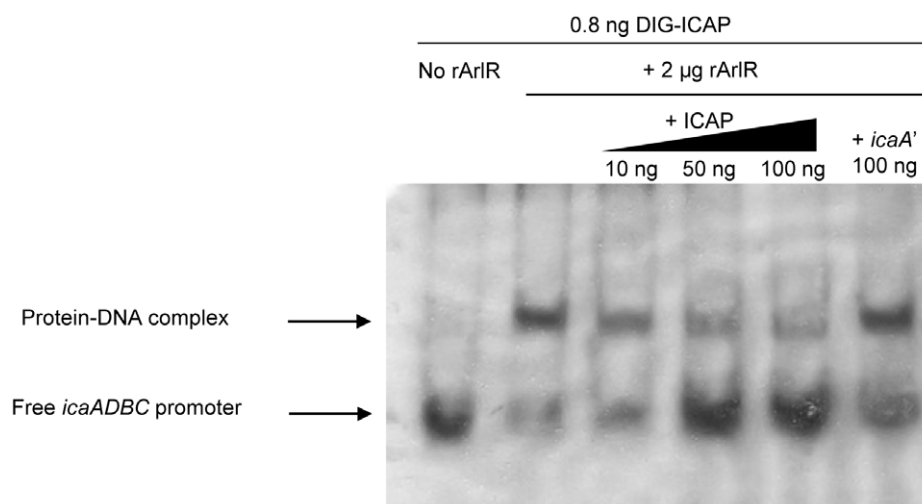 0.8 ng DIG-ICAP
No rArlR
+ 2 µg rArlR
+ ICAP
+ icaA'
10 ng 50 ng 100 ng 100 ng
Protein-DNA complex
Free icaADBC promoter